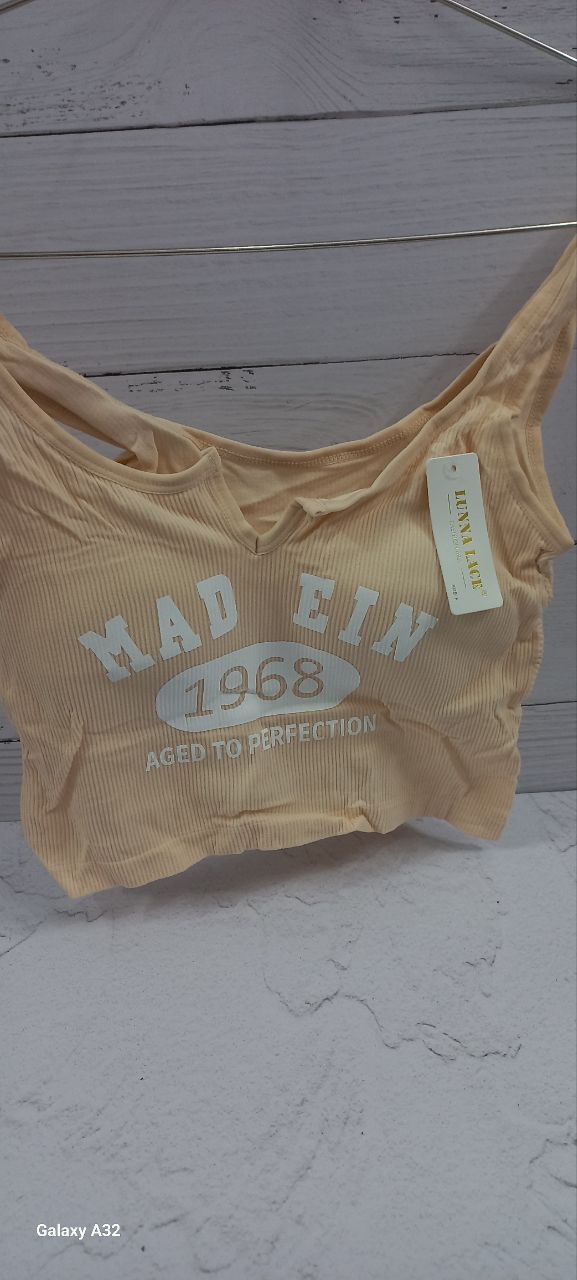 LUNNA LACE®
MAD EIN
1968
AGED TO PERFECTION
Galaxy A32